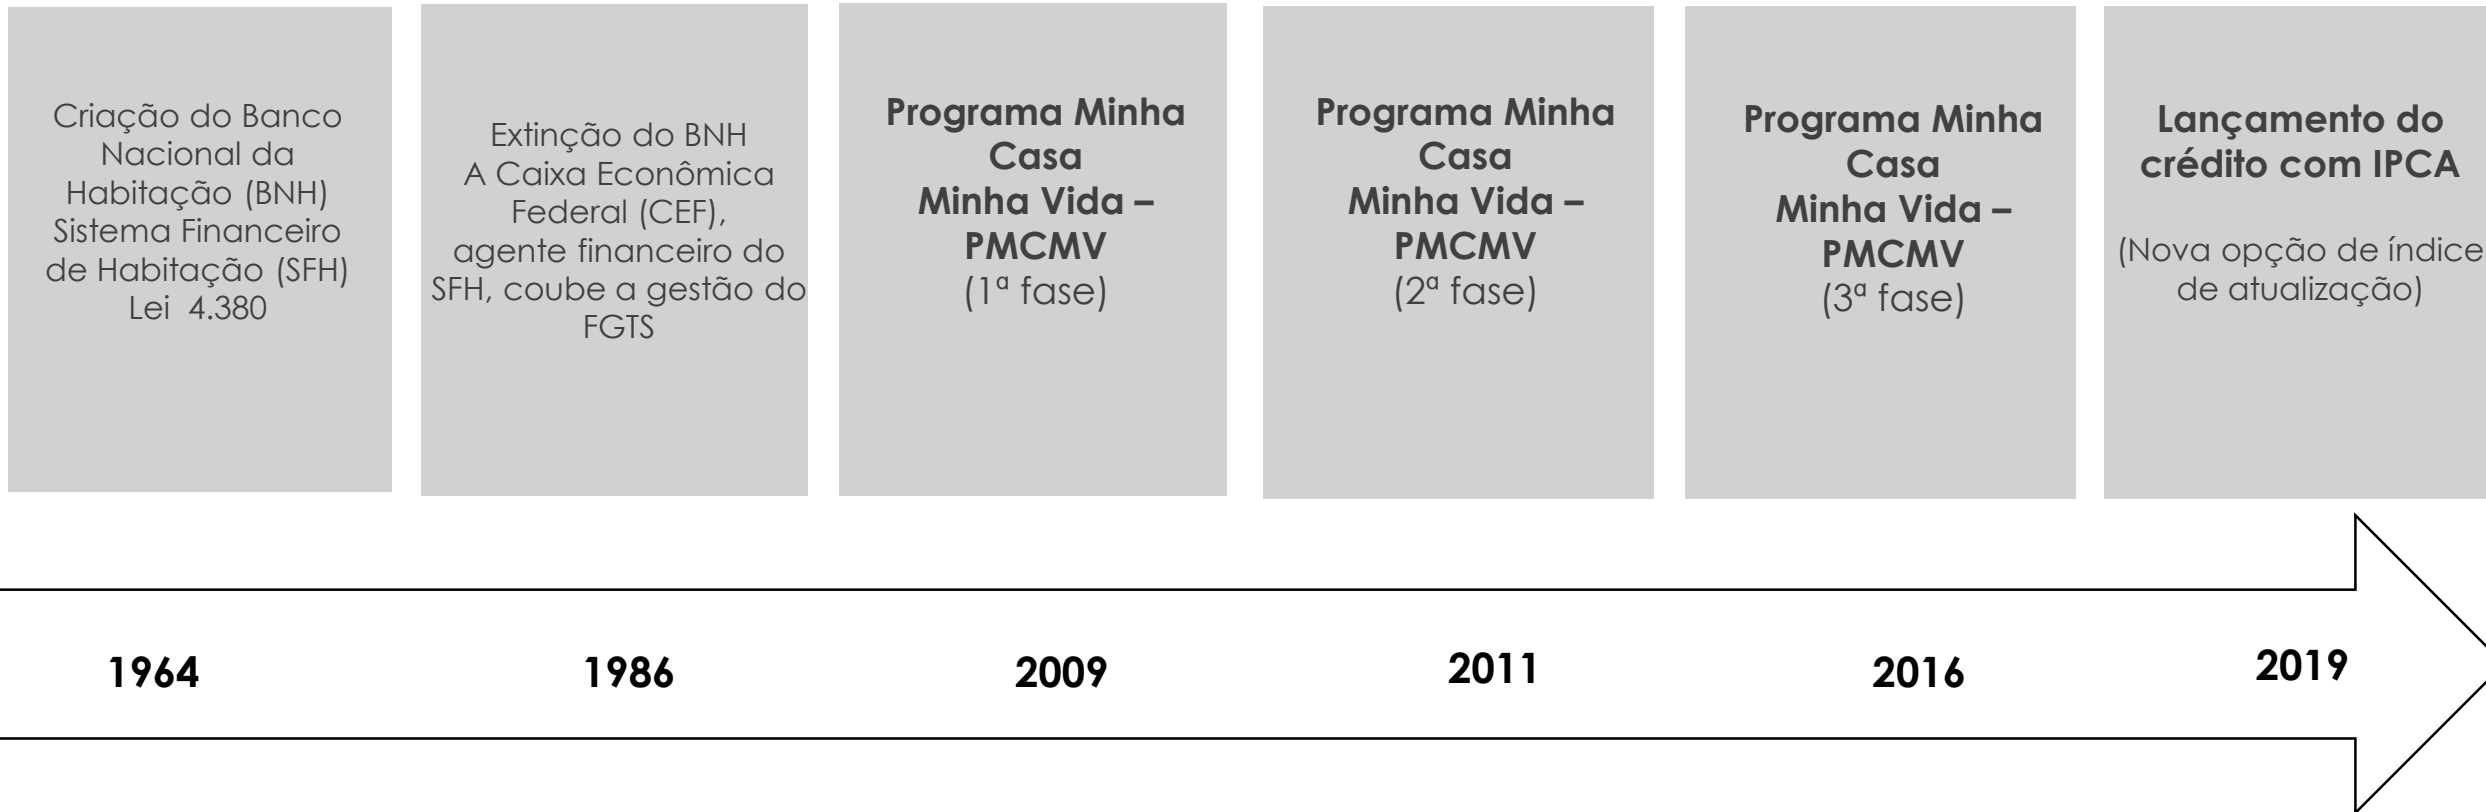 Criação do Banco
Nacional da
Habitação (BNH)
Sistema Financeiro
de Habitação (SFH)
Lei 4.380
Extinção do BNH
A Caixa Econômica
Federal (CEF),
agente financeiro do
SFH, coube a gestão do
FGTS
Programa Minha
Casa
Minha Vida –
PMCMV
(1ª fase)
Programa Minha
Casa
Minha Vida –
PMCMV
(2ª fase)
Programa Minha
Casa
Minha Vida –
PMCMV
(3ª fase)
Lançamento do
crédito com IPCA
(Nova opção de índice
de atualização)
1964
1986
2009
2011
2016
2019